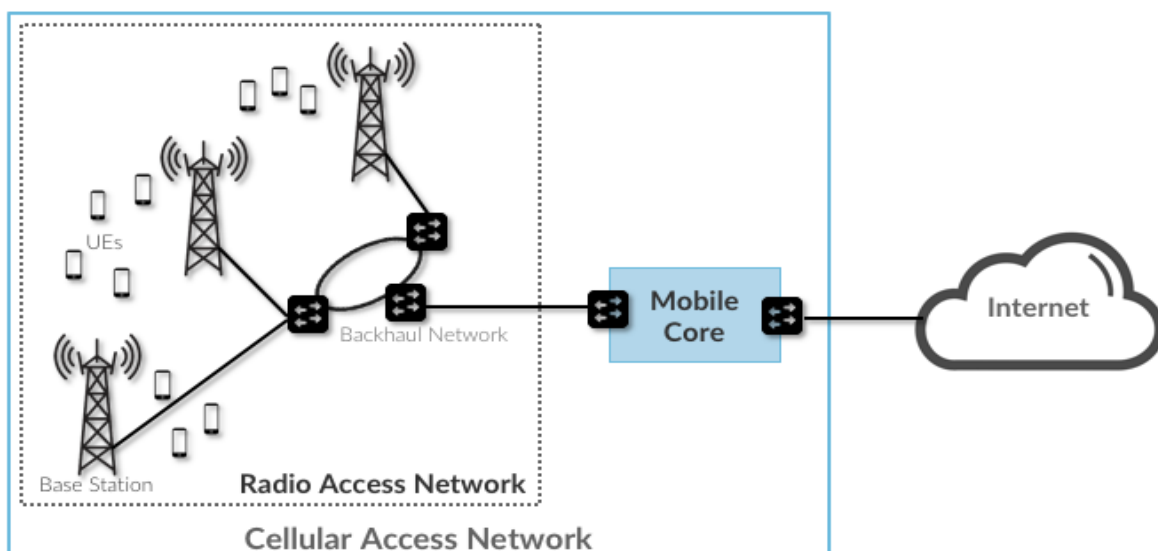 UEs
Backhaul Network
Base Station
Radio Access Network
Mobile
Core
Internet
Cellular Access Network